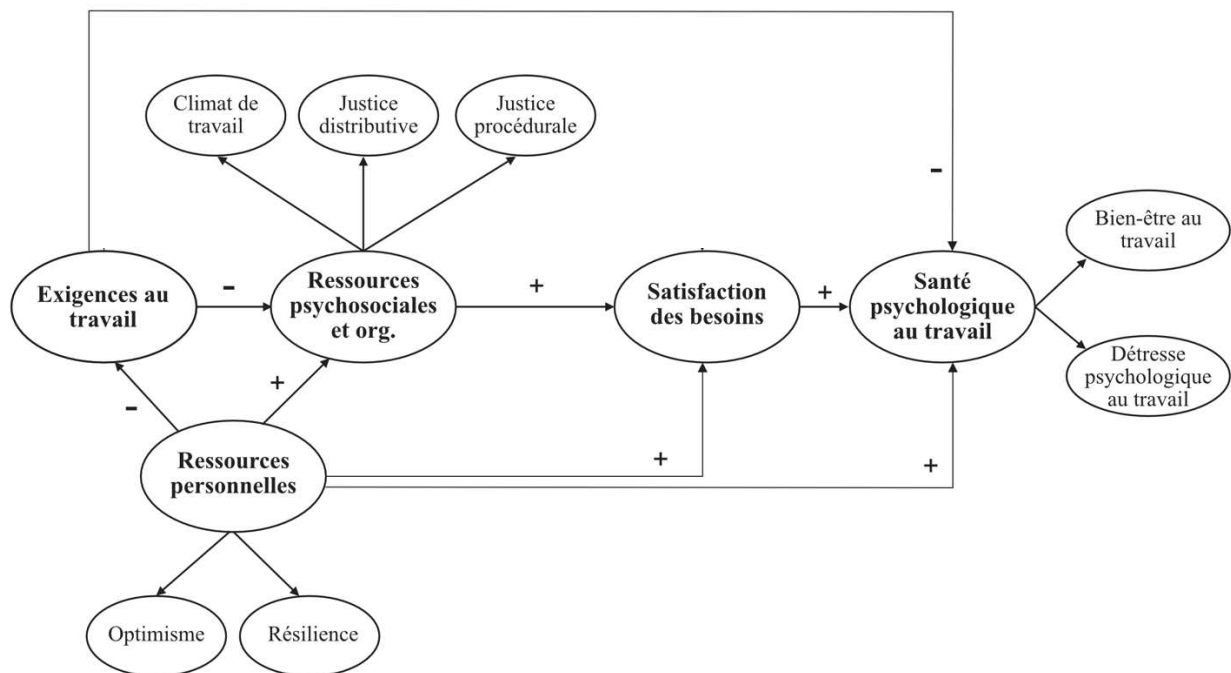 Climat de
travail
Justice
distributive
Justice
procédurale
-
Bien-être au
travail
Exigences au
travail
-
Ressources
psychosociales
et org.
+
Satisfaction
des besoins
+
Santé
psychologique
au travail
Détresse
psychologique
au travail
-
+
Ressources
personnelles
+
+
Optimisme
Résilience